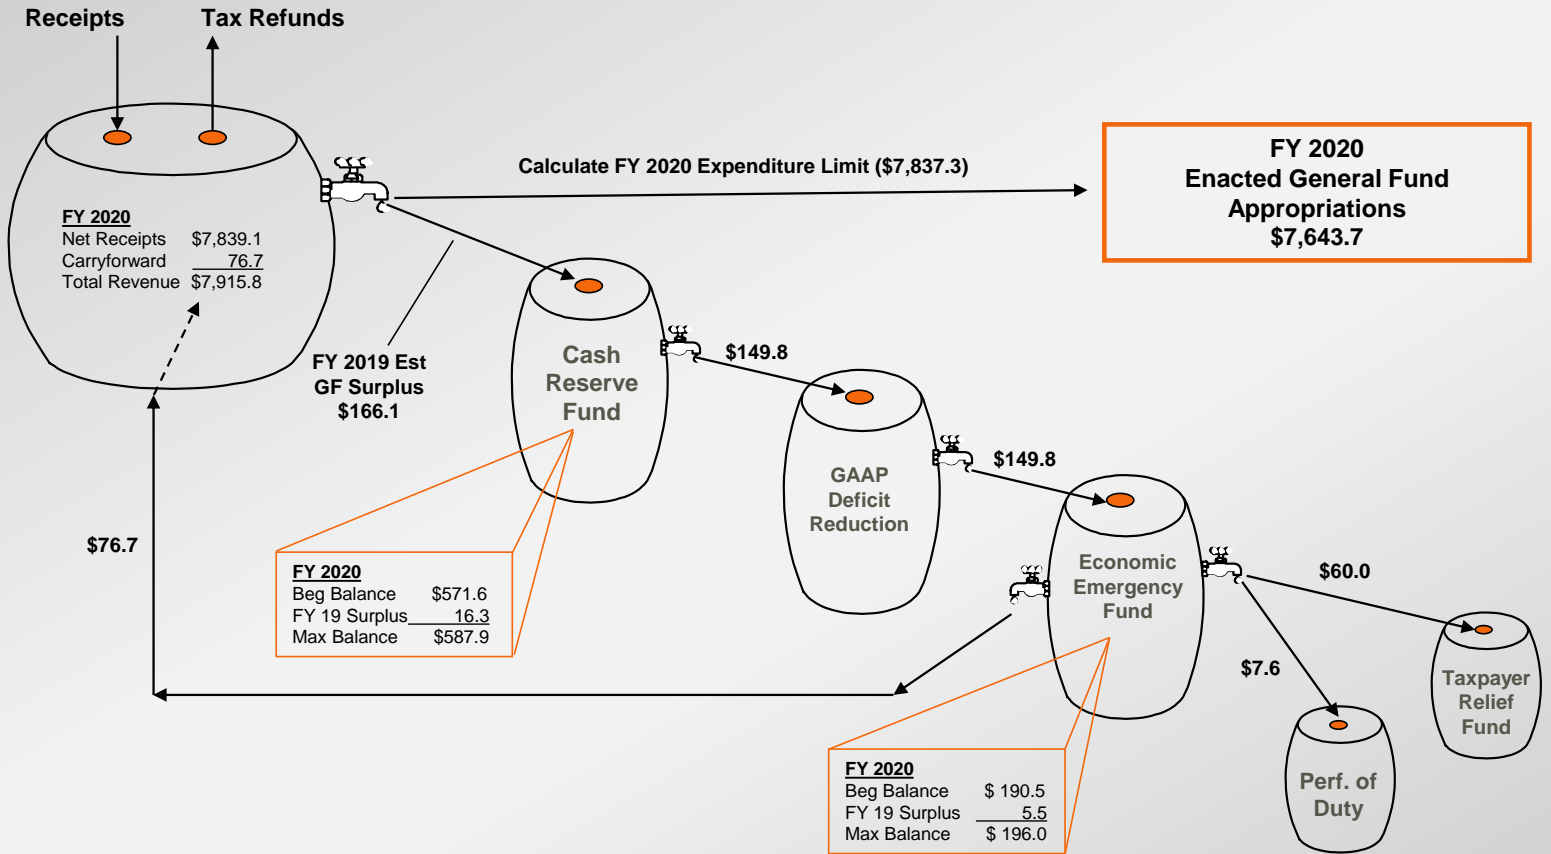 Receipts
Tax Refunds
FY 2020
Net Receipts $7,839.1
Carryforward 76.7
Total Revenue $7,915.8
Calculate FY 2020 Expenditure Limit ($7,837.3)
FY 2020
Enacted General Fund
Appropriations
$7,643.7
FY 2019 Est
GF Surplus
$166.1
Cash
Reserve
Fund
$149.8
GAAP
Deficit
Reduction
$149.8
Economic
Emergency
Fund
$60.0
$7.6
Taxpayer
Relief
Fund
Perf. of
Duty
$76.7
FY 2020
Beg Balance $571.6
FY 19 Surplus 16.3
Max Balance $587.9
FY 2020
Beg Balance $ 190.5
FY 19 Surplus 5.5
Max Balance $ 196.0